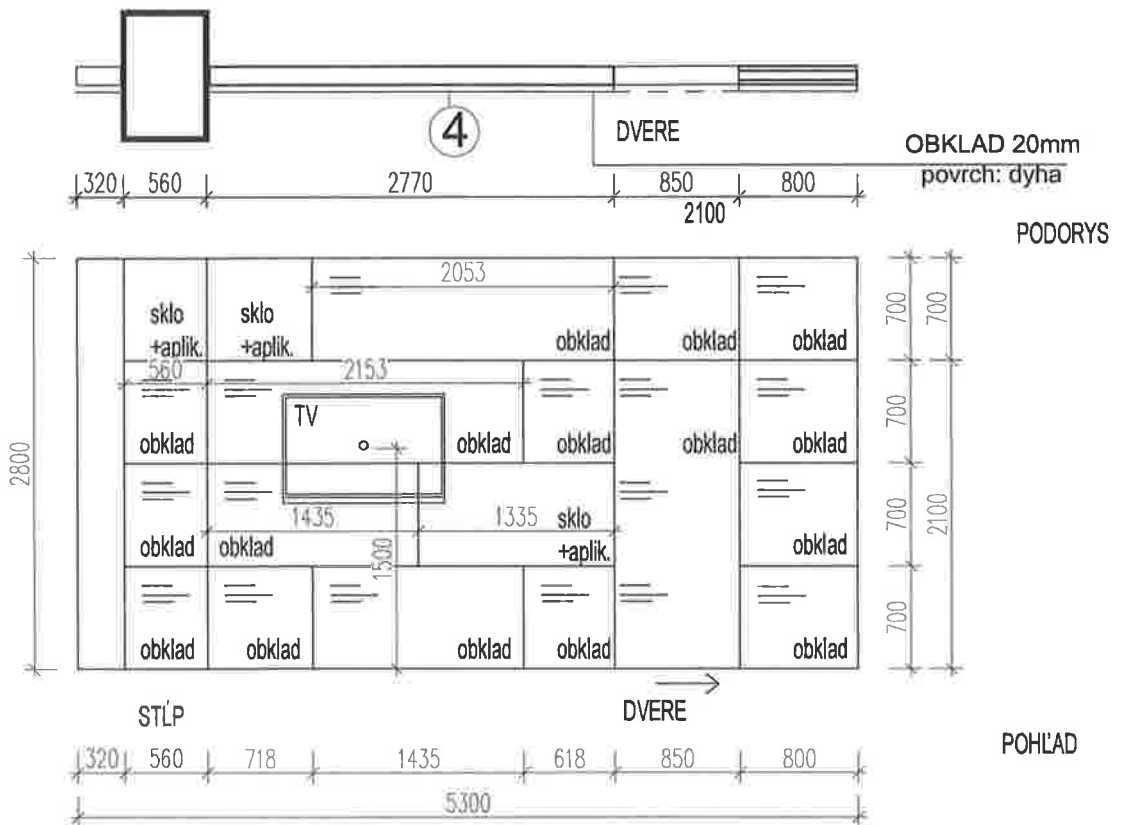 4
DVERE
OBKLAD 20mm
povrch: dyha
320 560 2770 850 800
2100
PODORYS
2053
sklo
+aplik.
sklo
+aplik.
obklad
obklad
obklad
700
700
560
2153
TV
obklad
obklad
obklad
obklad
obklad
700
2800
1435
1335
sklo
+aplik.
obklad
obklad
obklad
1500
700
2100
obklad
obklad
obklad
obklad
obklad
700
STĹP
DVERE
POHĽAD
320 560 718 1435 618 850 800
5300